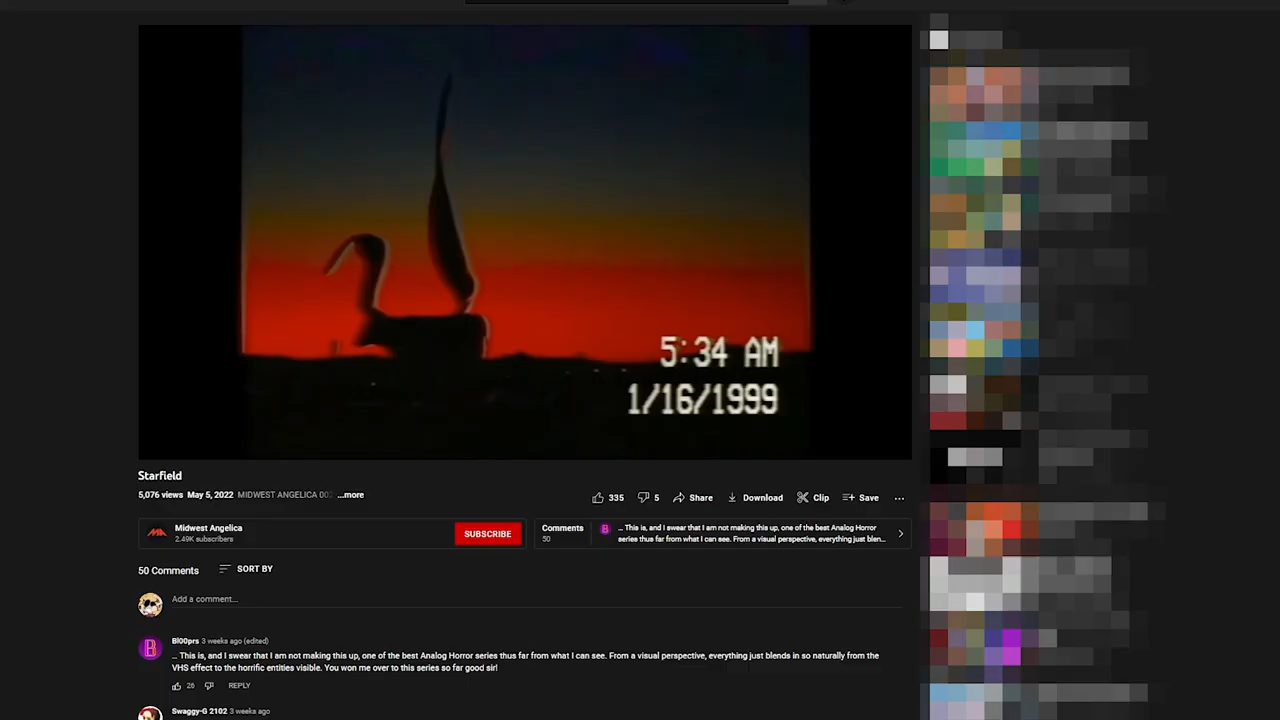 5:34 AM
1/16/1999
Starfield
5,076 views May 5, 2022 MIDWEST ANGELICA ...more
335
5
Share
Download
Clip
Save
Midwest Angelica
2.49K subscribers
SUBSCRIBE
Comments
50
... This is, and I swear that I am not making this up, one of the best Analog Horror
series thus far from what I can see. From a visual perspective, everything just blen...
50 Comments
SORT BY
Add a comment...
Bl00prs 3 weeks ago (edited)
... This is, and I swear that I am not making this up, one of the best Analog Horror series thus far from what I can see. From a visual perspective, everything just blends in so naturally from the
VHS effect to the horrific entities visible. You won me over to this series so far good sir!
26
REPLY
Swaggy-G 2102 3 weeks ago